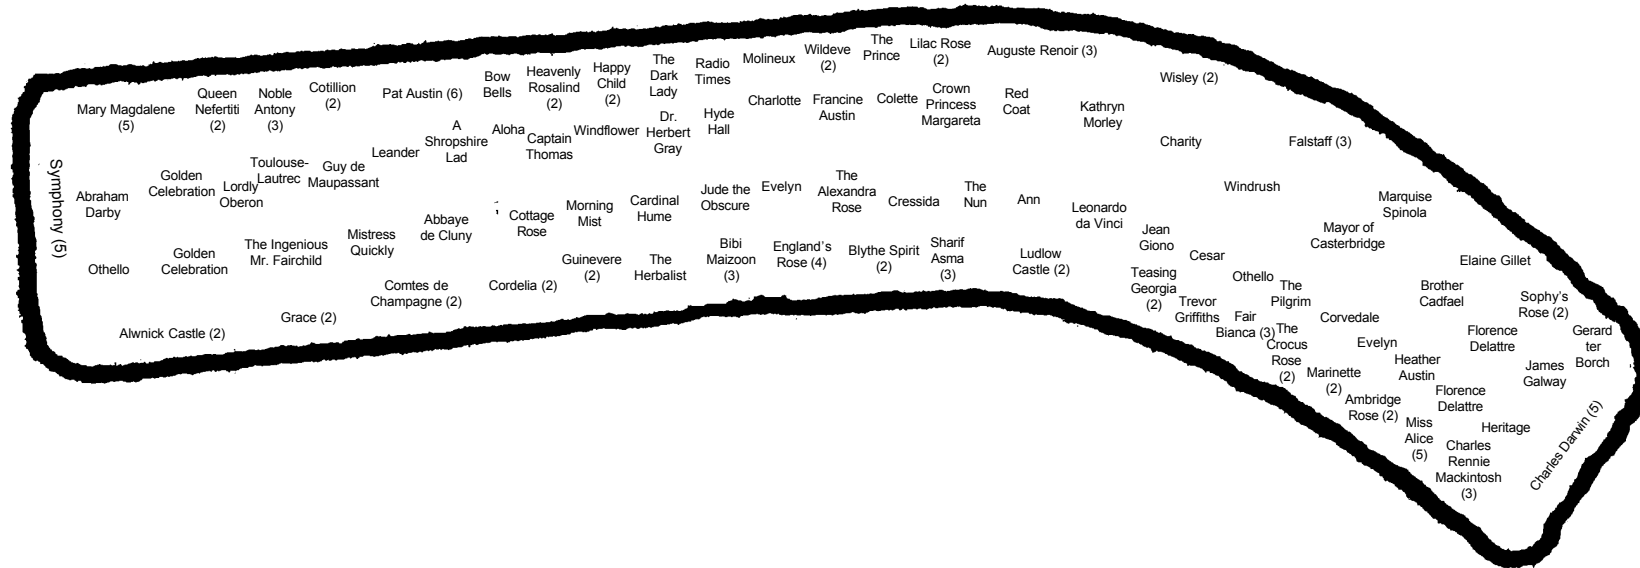 Mary Magdalene
(5)
Queen
Nefertiti
(2)
Noble
Antony
(3)
Cotillion
(2)
Pat Austin (6)
Bow
Bells
Heavenly
Rosalind
(2)
Happy
Child
(2)
The
Dark
Lady
Radio
Times
Molineux
Wildeve
(2)
The
Prince
Lilac Rose
(2)
Auguste Renoir (3)
Wisley (2)
Symphony (5)
Abraham
Darby
Golden
Celebration
Lordly
Oberon
Toulouse-
Lautrec
Guy de
Maupassant
Leander
A
Shropshire
Lad
Aloha
Captain
Thomas
Windflower
Dr.
Herbert
Gray
Hyde
Hall
Charlotte
Francine
Austin
Colette
Crown
Princess
Margareta
Red
Coat
Kathryn
Morley
Charity
Falstaff (3)
Othello
Golden
Celebration
The Ingenious
Mr. Fairchild
Mistress
Quickly
Abbaye
de Cluny
Cottage
Rose
Morning
Mist
Cardinal
Hume
Jude the
Obscure
Evelyn
The
Alexandra
Rose
Cressida
The
Nun
Ann
Leonardo
da Vinci
Windrush
Marquise
Spinola
Alwnick Castle (2)
Grace (2)
Comtes de
Champagne (2)
Cordelia (2)
Guinevere
(2)
The
Herbalist
Bibi
Maizoon
(3)
England's
Rose (4)
Blythe Spirit
(2)
Sharif
Asma
(3)
Ludlow
Castle (2)
Jean
Giono
Cesar
Mayor of
Casterbridge
Elaine Gillet
Teasing
Georgia
(2)
Trevor
Griffiths
Othello
Fair
Bianca (3)
The
Pilgrim
Corvedale
Brother
Cadfael
Sophy's
Rose (2)
The
Crocus
Rose
(2)
Evelyn
Florence
Delattre
Gerard
ter
Borch
Marinette
(2)
Heather
Austin
James
Galway
Ambridge
Rose (2)
Florence
Delattre
Miss
Alice
(5)
Heritage
Charles
Rennie
Mackintosh
(3)
Charles Darwin (5)